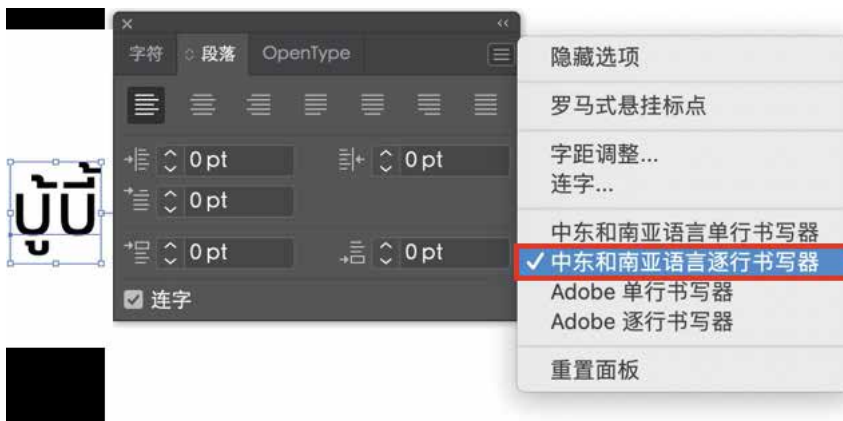 字符 段落 OpenType
0 pt 0 pt
0 pt
0 pt 0 pt
连字
บู้บี้
隐藏选项
罗马式悬挂标点
字距调整...
连字...
中东和南亚语言单行书写器
中东和南亚语言逐行书写器
Adobe 单行书写器
Adobe 逐行书写器
重置面板